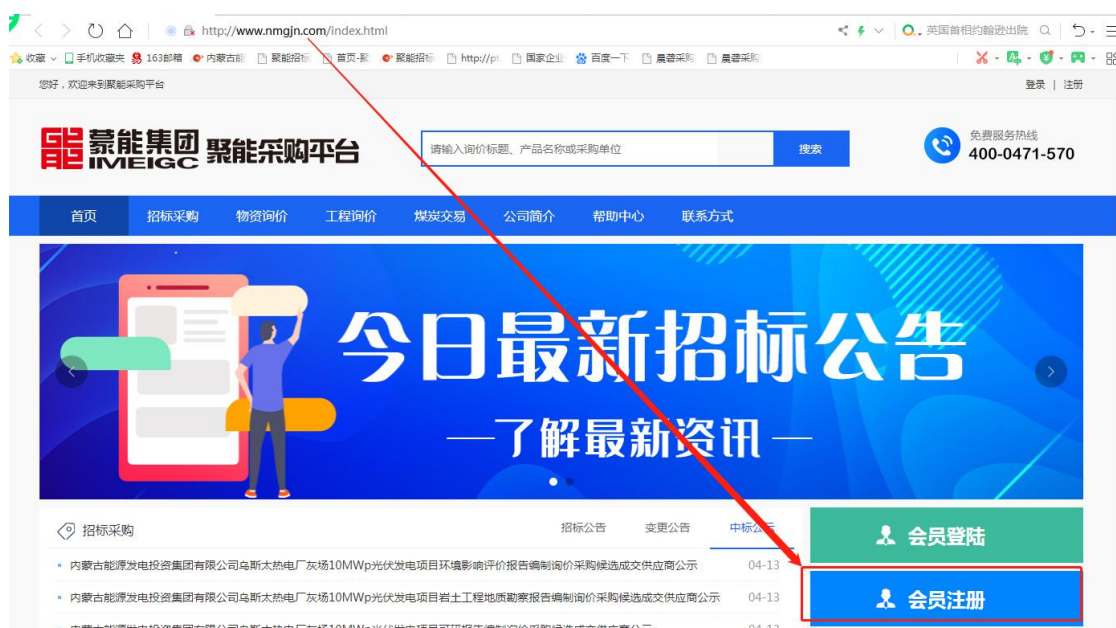 http://www.nmgjn.com/index.html
英国首相约翰逊出院
收藏 手机收藏夹 163邮箱 内蒙古能 聚能招标 首页-聚 聚能招标 http://pt 国家企业 百度一下 晨砻采购 晨砻采购
您好，欢迎来到聚能采购平台
登录 | 注册
蒙能集团
IMEIGC
聚能采购平台
请输入询价标题、产品名称或采购单位
搜索
免费服务热线
400-0471-570
首页 招标采购 物资询价 工程询价 煤炭交易 公司简介 帮助中心 联系方式
今日最新招标公告
—了解最新资讯—
招标采购
招标公告 变更公告 中标公示
会员登陆
内蒙古能源发电投资集团有限公司乌斯太热电厂灰场10MWp光伏发电项目环境影响评价报告编制询价采购候选成交供应商公示 04-13
内蒙古能源发电投资集团有限公司乌斯太热电厂灰场10MWp光伏发电项目岩土工程地质勘察报告编制询价采购候选成交供应商公示 04-13
会员注册